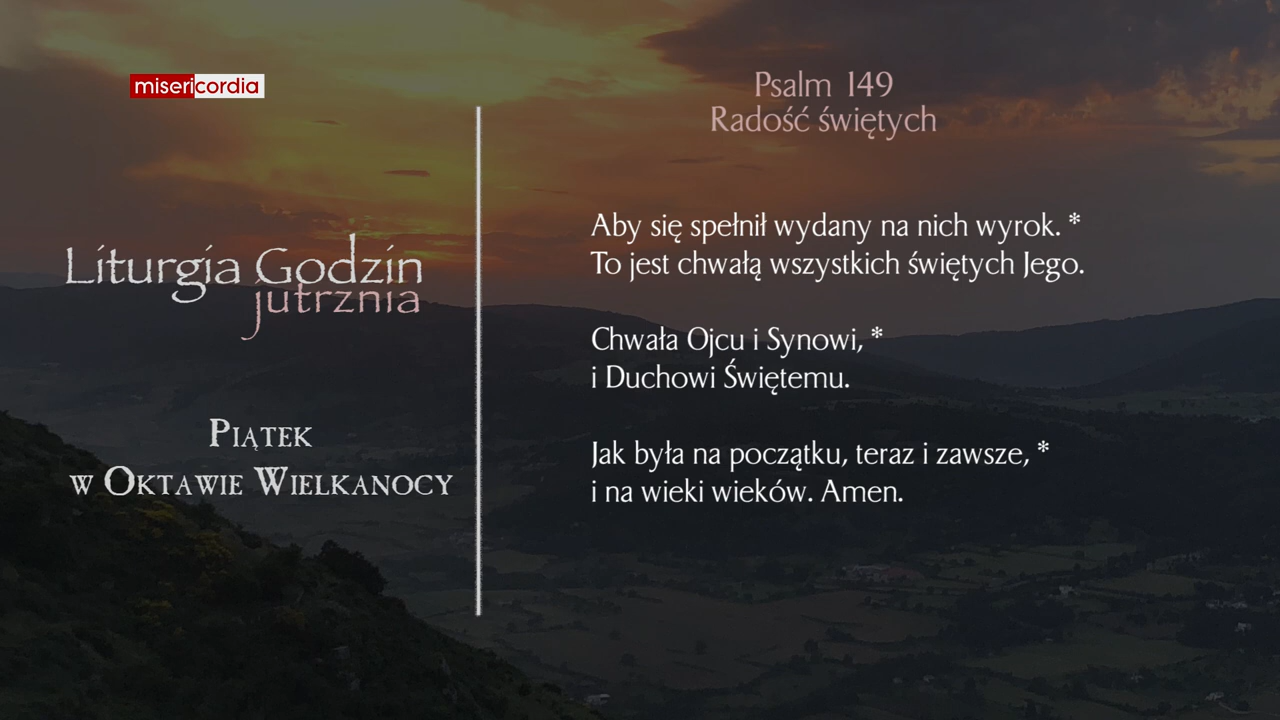 misericordia
Liturgia Godzin
jutrznia
Piątek
w Oktawie Wielkanocy
Psalm 149
Radość świętych
Aby się spełnił wydany na nich wyrok. *
To jest chwałą wszystkich świętych Jego.
Chwała Ojcu i Synowi, *
i Duchowi Świętemu.
Jak była na początku, teraz i zawsze, *
i na wieki wieków. Amen.